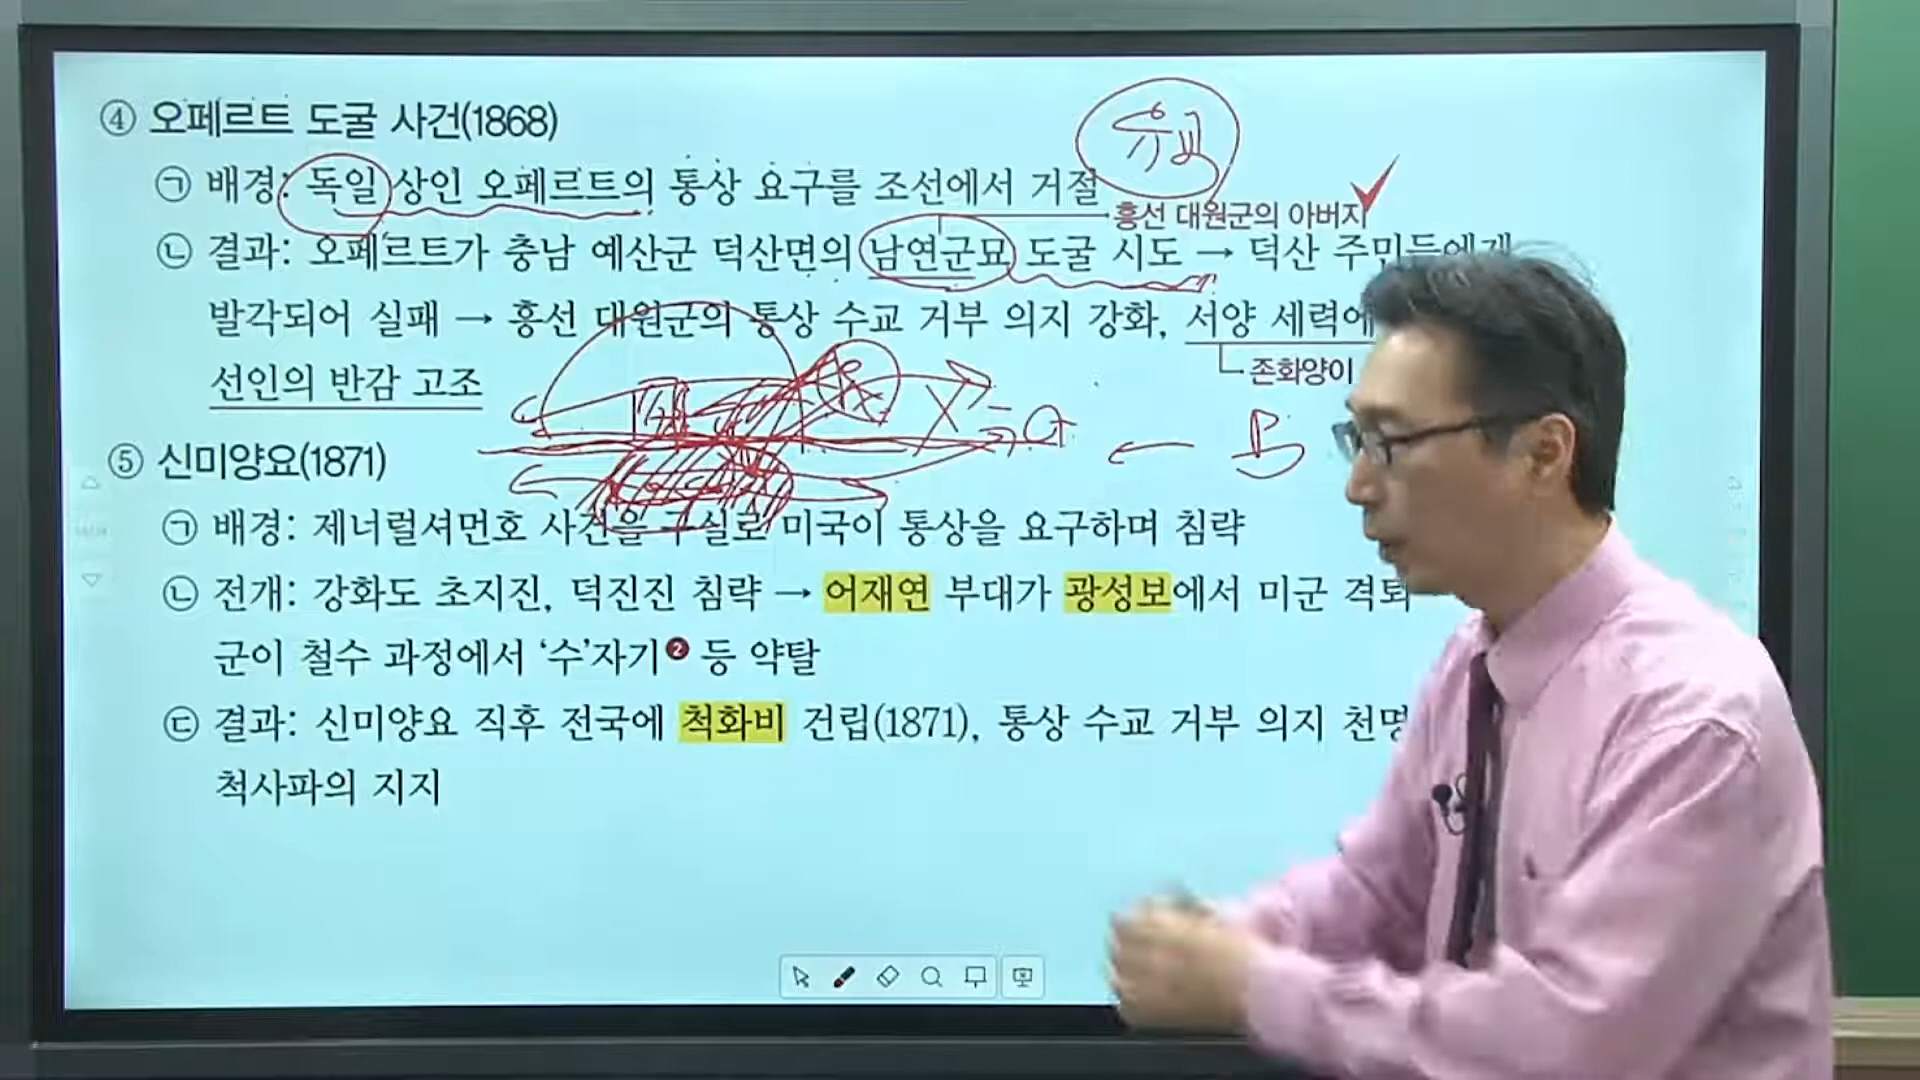 ④ 오페르트 도굴 사건(1868)
유교
㉠ 배경: 독일 상인 오페르트의 통상 요구를 조선에서 거절
흥선 대원군의 아버지
㉡ 결과: 오페르트가 충남 예산군 덕산면의 남연군묘 도굴 시도 → 덕산 주민들에게
발각되어 실패 → 흥선 대원군의 통상 수교 거부 의지 강화, 서양 세력에
존화양이
선인의 반감 고조
⑤ 신미양요(1871)
㉠ 배경: 제너럴셔먼호 사건을 구실로 미국이 통상을 요구하며 침략
㉡ 전개: 강화도 초지진, 덕진진 침략 → 어재연 부대가 광성보에서 미군 격퇴
군이 철수 과정에서 ‘수’자기❷ 등 약탈
㉢ 결과: 신미양요 직후 전국에 척화비 건립(1871), 통상 수교 거부 의지 천명
척사파의 지지